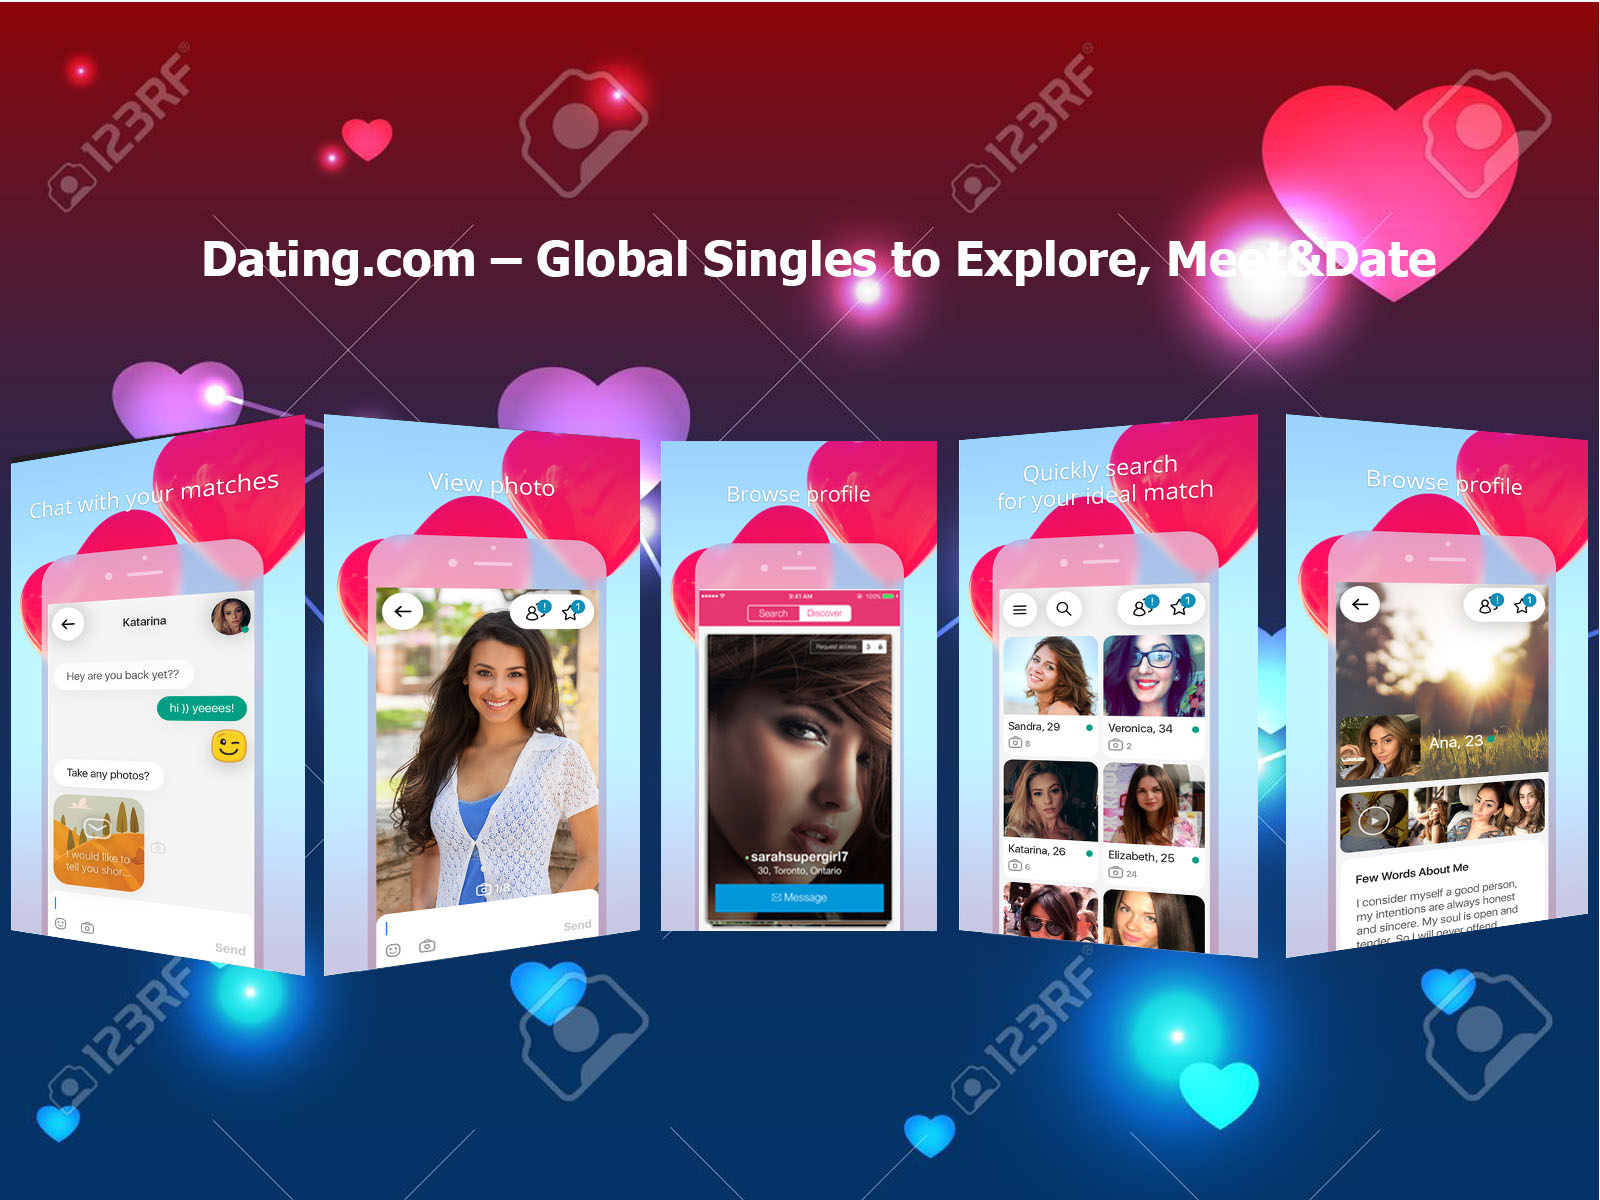 123RF®
123RF®
Dating.com – Global Singles to Explore, Meet&Date
Chat with your matches
Katarina
Hey are you back yet??
hi )) yeeees!
Take any photos?
I would like to
tell you shor...
Send
View photo
!
1
1/8
Send
Browse profile
9:41 AM
100%
Search
Discover
Request access
3
sarahsupergirl7
30, Toronto, Ontario
Message
Quickly search
for your ideal match
!
1
Sandra, 29
8
Veronica, 34
2
Katarina, 26
6
Elizabeth, 25
24
Browse profile
!
1
Ana, 23
Few Words About Me
I consider myself a good person,
my intentions are always honest
and sincere. My soul is open and
tender. So I will never offend
123RF
123RF